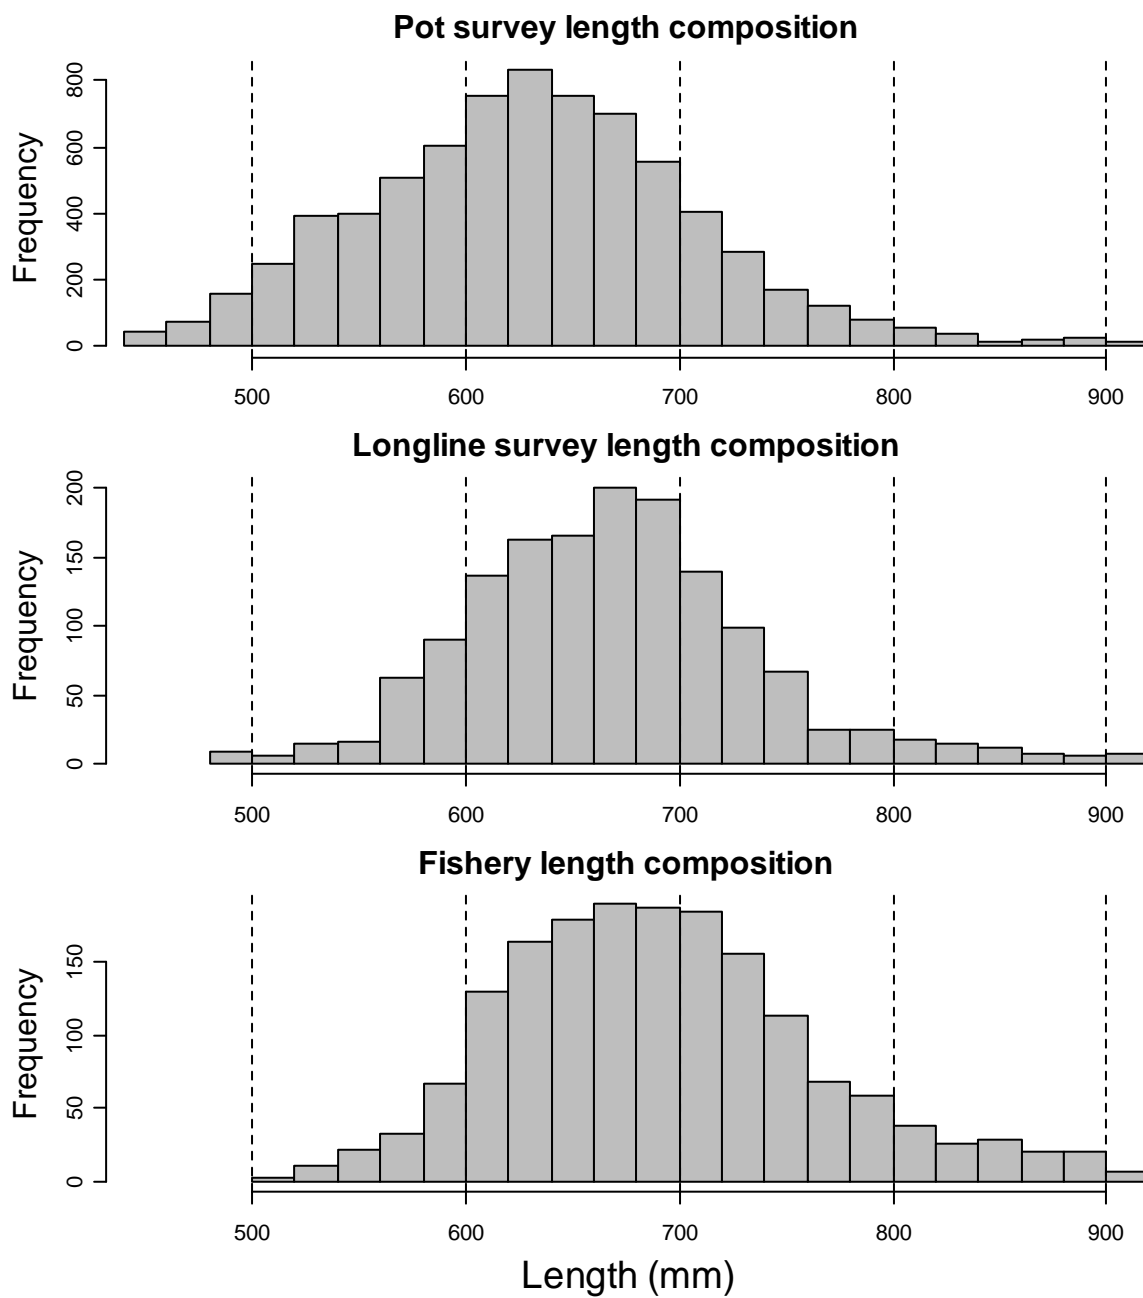 Pot survey length composition
Frequency
0 200 400 600 800
500 600 700 800 900
Longline survey length composition
Frequency
0 50 100 150 200
500 600 700 800 900
Fishery length composition
Frequency
0 50 100 150
500 600 700 800 900
Length (mm)